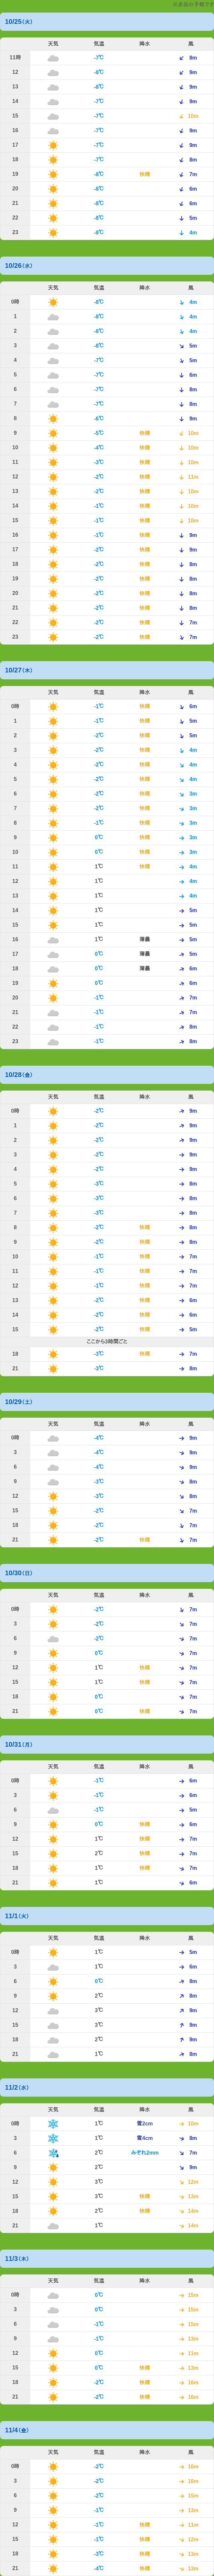 10/25(火)
天気 気温 降水 風
11時 -7℃ 8m
12 -8℃ 9m
13 -8℃ 9m
14 -7℃ 9m
15 -7℃ 10m
16 -7℃ 9m
17 -7℃ 9m
18 -7℃ 8m
19 -8℃ 快晴 7m
20 -8℃ 6m
21 -8℃ 6m
22 -8℃ 5m
23 -8℃ 4m
10/26(水)
天気 気温 降水 風
0時 -8℃ 4m
1 -8℃ 4m
2 -8℃ 4m
3 -8℃ 5m
4 -7℃ 5m
5 -7℃ 6m
6 -7℃ 8m
7 -7℃ 8m
8 -6℃ 9m
9 -5℃ 快晴 10m
10 -4℃ 快晴 10m
11 -3℃ 快晴 10m
12 -2℃ 快晴 11m
13 -2℃ 快晴 10m
14 -1℃ 快晴 10m
15 -1℃ 快晴 10m
16 -1℃ 快晴 9m
17 -2℃ 快晴 9m
18 -2℃ 快晴 8m
19 -2℃ 快晴 8m
20 -2℃ 快晴 8m
21 -2℃ 快晴 8m
22 -2℃ 快晴 7m
23 -2℃ 快晴 7m
10/27(木)
天気 気温 降水 風
0時 -1℃ 快晴 6m
1 -1℃ 快晴 5m
2 -2℃ 快晴 5m
3 -2℃ 快晴 4m
4 -2℃ 快晴 4m
5 -2℃ 快晴 4m
6 -2℃ 快晴 3m
7 -2℃ 快晴 3m
8 -1℃ 快晴 3m
9 0℃ 快晴 3m
10 0℃ 快晴 3m
11 1℃ 快晴 4m
12 1℃ 4m
13 1℃ 4m
14 1℃ 5m
15 1℃ 5m
16 1℃ 薄曇 5m
17 0℃ 薄曇 5m
18 0℃ 薄曇 6m
19 0℃ 6m
20 -1℃ 7m
21 -1℃ 7m
22 -1℃ 8m
23 -1℃ 8m
10/28(金)
天気 気温 降水 風
0時 -2℃ 9m
1 -2℃ 9m
2 -2℃ 9m
3 -2℃ 9m
4 -2℃ 9m
5 -3℃ 8m
6 -3℃ 8m
7 -3℃ 8m
8 -2℃ 快晴 8m
9 -2℃ 快晴 8m
10 -1℃ 快晴 7m
11 -1℃ 快晴 7m
12 -1℃ 快晴 7m
13 -2℃ 快晴 6m
14 -2℃ 快晴 6m
15 -2℃ 快晴 5m
ここから3時間ごと
18 -3℃ 快晴 7m
21 -3℃ 8m
10/29(土)
天気 気温 降水 風
0時 -4℃ 9m
3 -4℃ 9m
6 -4℃ 9m
9 -3℃ 8m
12 -3℃ 8m
15 -2℃ 7m
18 -2℃ 7m
21 -2℃ 快晴 7m
10/30(日)
天気 気温 降水 風
0時 -2℃ 7m
3 -2℃ 7m
6 -2℃ 7m
9 0℃ 7m
12 1℃ 快晴 7m
15 1℃ 快晴 7m
18 0℃ 快晴 7m
21 0℃ 快晴 7m
10/31(月)
天気 気温 降水 風
0時 -1℃ 6m
3 -1℃ 6m
6 -1℃ 5m
9 0℃ 快晴 6m
12 1℃ 快晴 7m
15 2℃ 快晴 7m
18 1℃ 快晴 7m
21 1℃ 6m
11/1(火)
天気 気温 降水 風
0時 1℃ 5m
3 1℃ 6m
6 0℃ 8m
9 2℃ 8m
12 3℃ 9m
15 3℃ 9m
18 2℃ 9m
21 1℃ 8m
11/2(水)
天気 気温 降水 風
0時 1℃ 雪2cm 10m
3 1℃ 雪4cm 8m
6 2℃ みぞれ2mm 7m
9 2℃ 9m
12 3℃ 12m
15 3℃ 快晴 13m
18 2℃ 快晴 14m
21 1℃ 14m
11/3(木)
天気 気温 降水 風
0時 0℃ 15m
3 0℃ 15m
6 -1℃ 15m
9 -1℃ 13m
12 0℃ 11m
15 0℃ 快晴 13m
18 -2℃ 快晴 16m
21 -2℃ 快晴 16m
11/4(金)
天気 気温 降水 風
0時 -2℃ 16m
3 -2℃ 16m
6 -2℃ 15m
9 -1℃ 13m
12 -1℃ 快晴 11m
15 -1℃ 快晴 12m
18 -3℃ 快晴 13m
21 -4℃ 快晴 13m